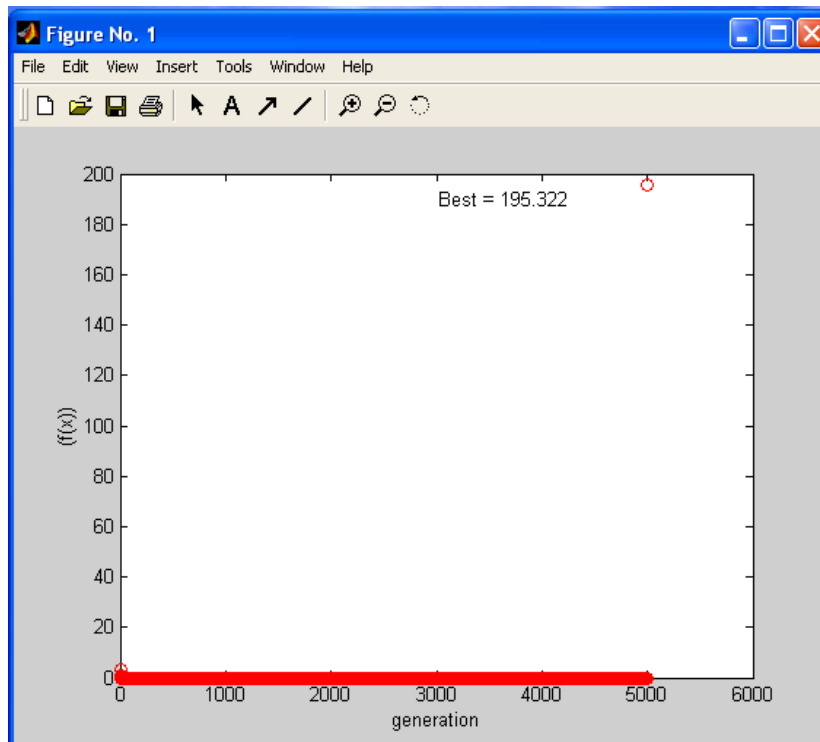 Figure No. 1
File Edit View Insert Tools Window Help
A
200
Best = 195.322
180
160
140
120
(f(x))
100
80
60
40
20
0
0 1000 2000 3000 4000 5000 6000
generation